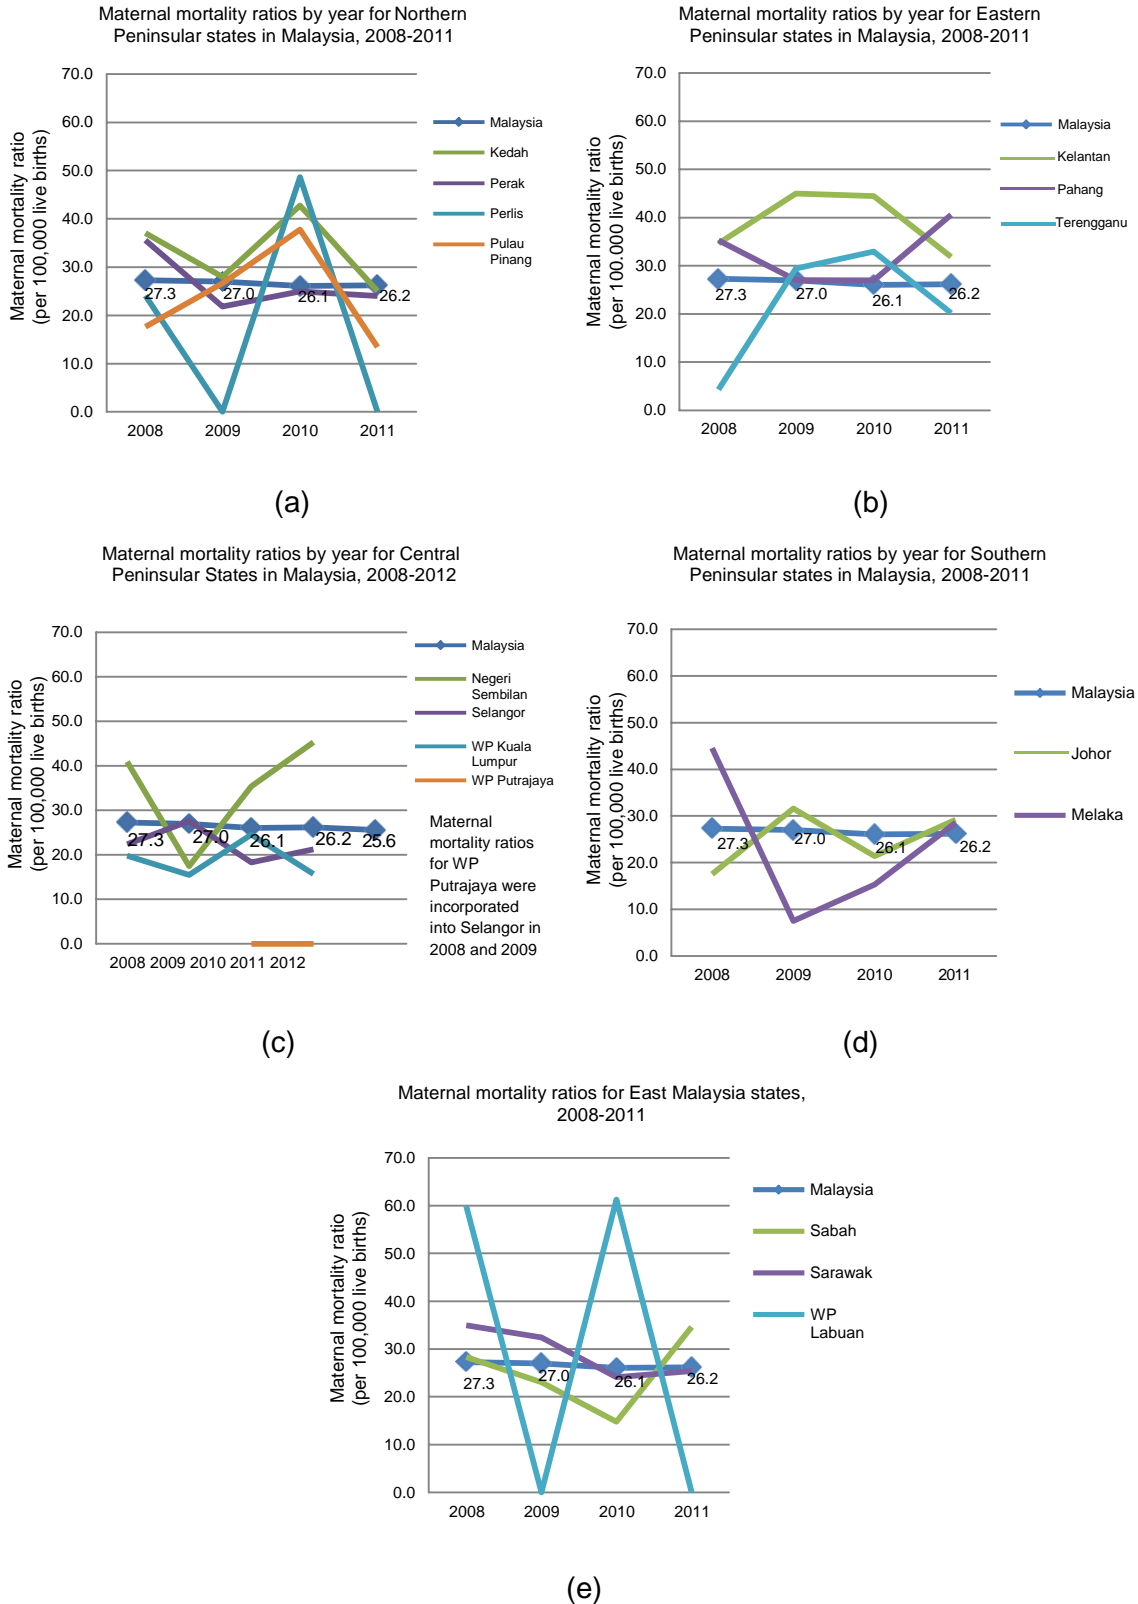 Maternal mortality ratios by year for Northern
Peninsular states in Malaysia, 2008-2011
Maternal mortality ratio
(per 100,000 live births)
70.0
60.0
50.0
40.0
30.0
20.0
10.0
0.0
27.3
27.0
26.1
26.2
2008
2009
2010
2011
Malaysia
Kedah
Perak
Perlis
Pulau
Pinang
(a)
Maternal mortality ratios by year for Eastern
Peninsular states in Malaysia, 2008-2011
Maternal mortality ratio
(per 100.000 live births)
70.0
60.0
50.0
40.0
30.0
20.0
10.0
0.0
27.3
27.0
26.1
26.2
2008
2009
2010
2011
Malaysia
Kelantan
Pahang
Terengganu
(b)
Maternal mortality ratios by year for Central
Peninsular States in Malaysia, 2008-2012
Maternal mortality ratio
(per 100,000 live births)
70.0
60.0
50.0
40.0
30.0
20.0
10.0
0.0
27.3
27.0
26.1
26.2
25.6
2008 2009 2010 2011 2012
Malaysia
Negeri
Sembilan
Selangor
WP Kuala
Lumpur
WP Putrajaya
Maternal
mortality ratios
for WP
Putrajaya were
incorporated
into Selangor in
2008 and 2009
(c)
Maternal mortality ratios by year for Southern
Peninsular states in Malaysia, 2008-2011
Maternal mortality ratio
(per 100,000 live births)
70.0
60.0
50.0
40.0
30.0
20.0
10.0
0.0
27.3
27.0
26.1
26.2
2008
2009
2010
2011
Malaysia
Johor
Melaka
(d)
Maternal mortality ratios for East Malaysia states,
2008-2011
Maternal mortality ratio
(per 100,000 live births)
70.0
60.0
50.0
40.0
30.0
20.0
10.0
0.0
27.3
27.0
26.1
26.2
2008
2009
2010
2011
Malaysia
Sabah
Sarawak
WP
Labuan
(e)